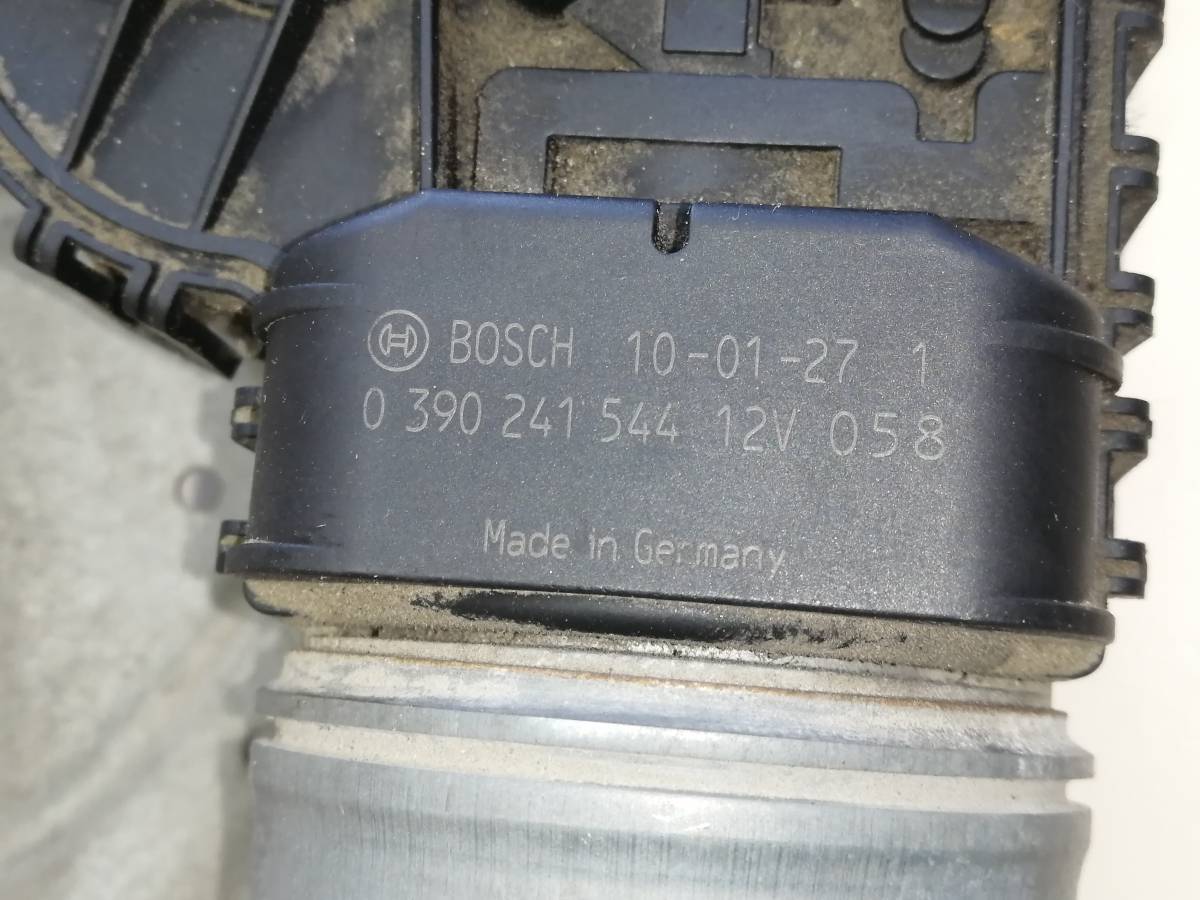 BOSCH 10-01-27 1
0 390 241 544 12V 058
Made in Germany